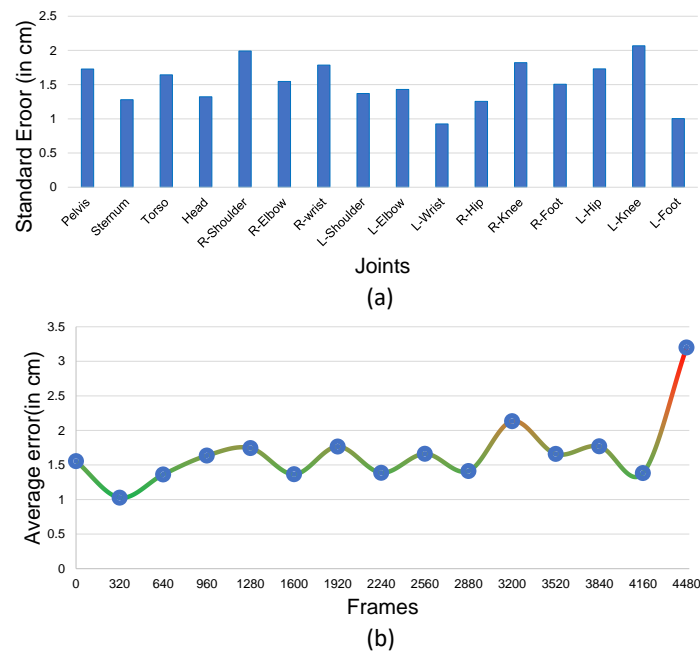 2.5
2
1.5
1
0.5
0
Standard Eroor (in cm)
Pelvis
Sternum
Torso
Head
R-Shoulder
R-Elbow
R-wrist
L-Shoulder
L-Elbow
L-Wrist
R-Hip
R-Knee
R-Foot
L-Hip
L-Knee
L-Foot
Joints
(a)
3.5
3
2.5
2
1.5
1
0.5
0
Average error(in cm)
0 320 640 960 1280 1600 1920 2240 2560 2880 3200 3520 3840 4160 4480
Frames
(b)